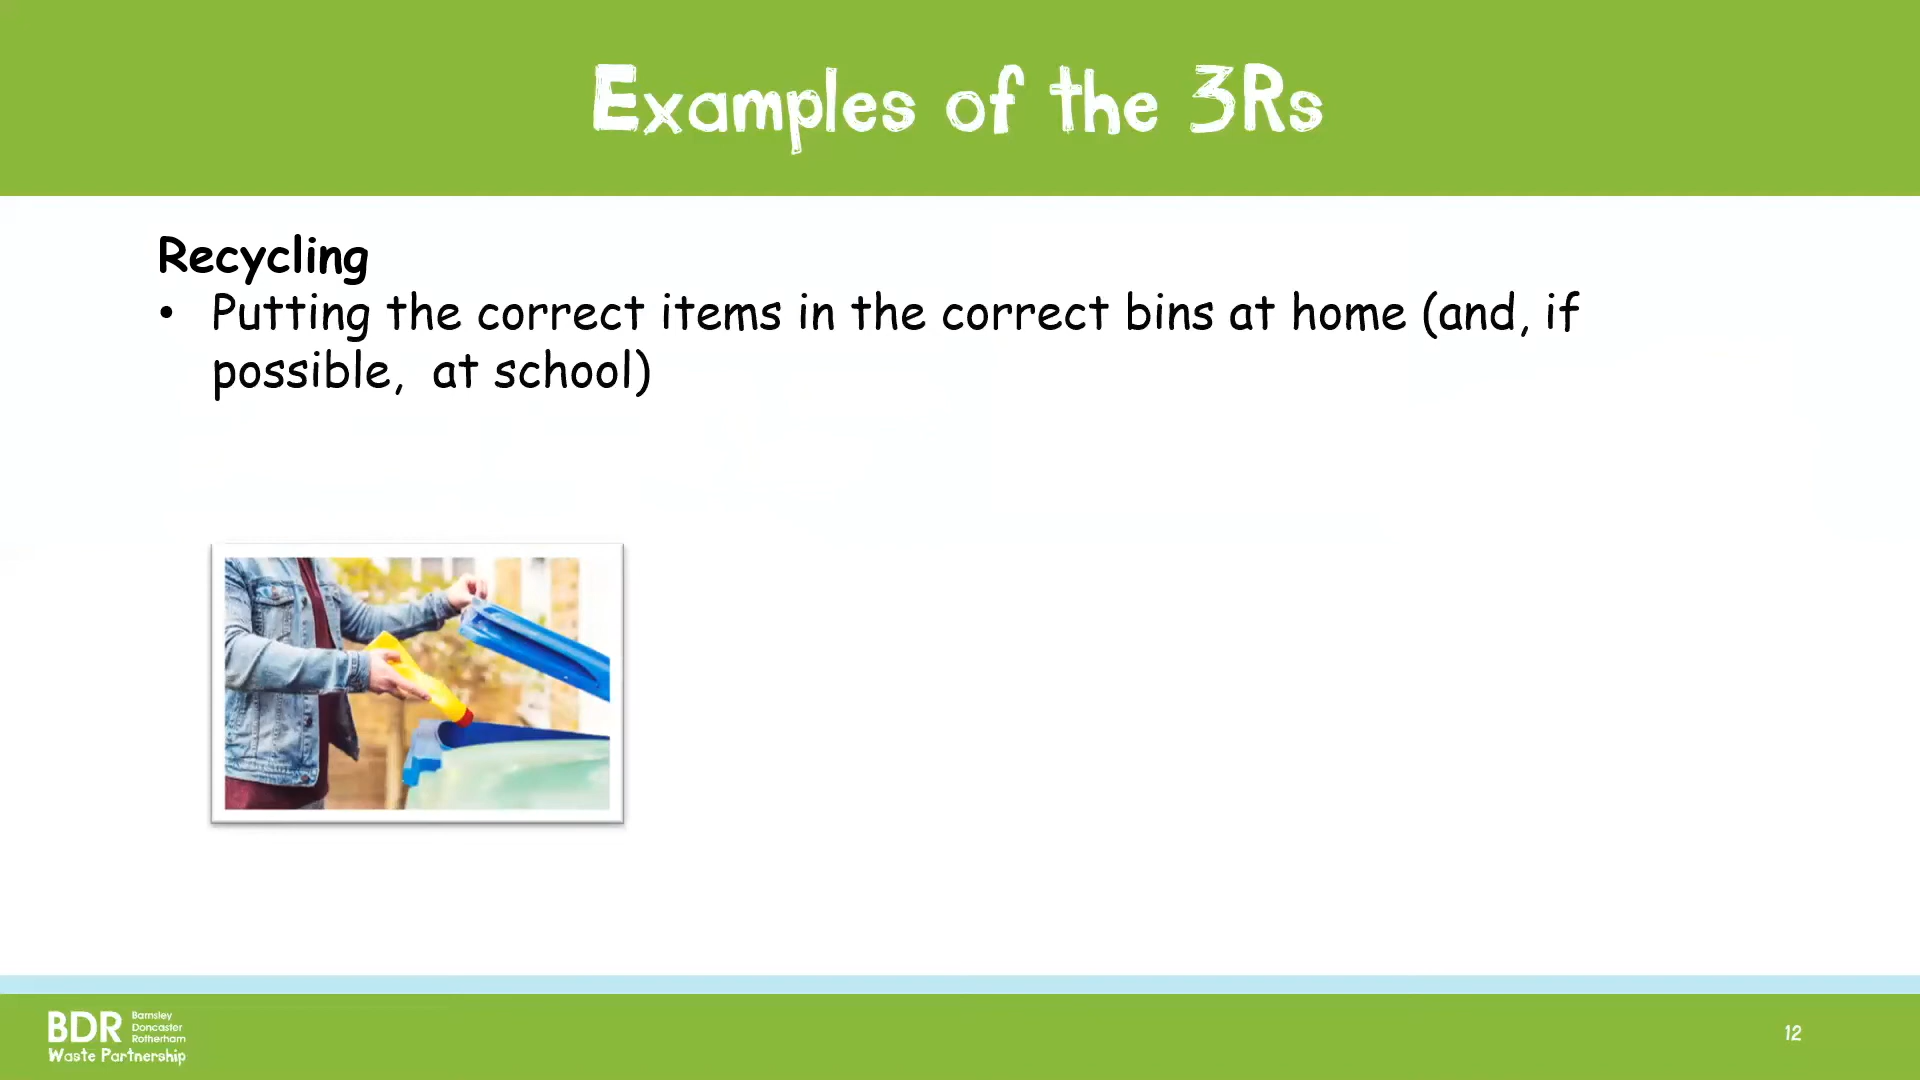 Examples of the 3Rs
Recycling
• Putting the correct items in the correct bins at home (and, if
possible, at school)
BDR
Barnsley
Doncaster
Rotherham
Waste Partnership
12